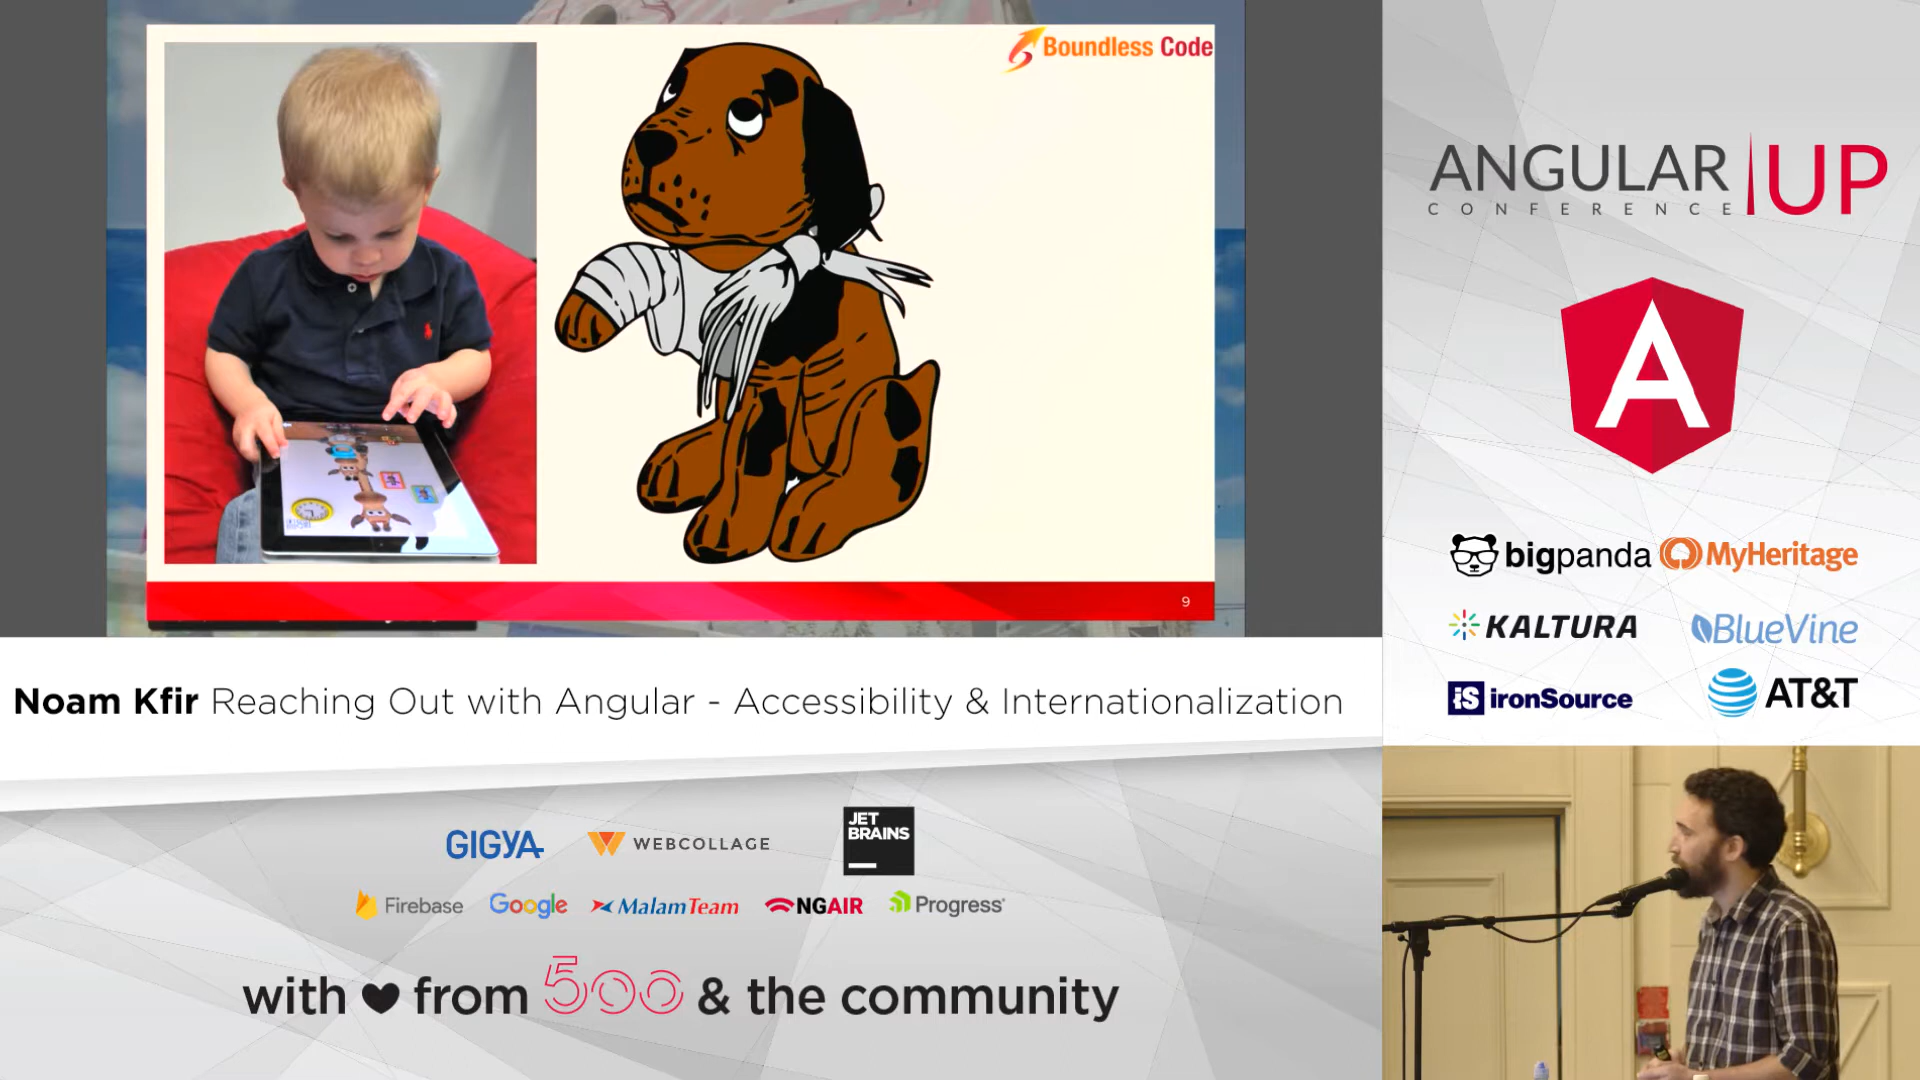 Boundless Code
9
ANGULAR UP
CONFERENCE
A
bigpanda MyHeritage
KALTURA BlueVine
iS ironSource AT&T
Noam Kfir Reaching Out with Angular - Accessibility & Internationalization
GIGYA WEBCOLLAGE JET
BRAINS
Firebase Google MalamTeam NGAIR Progress
with ♥ from 500 & the community